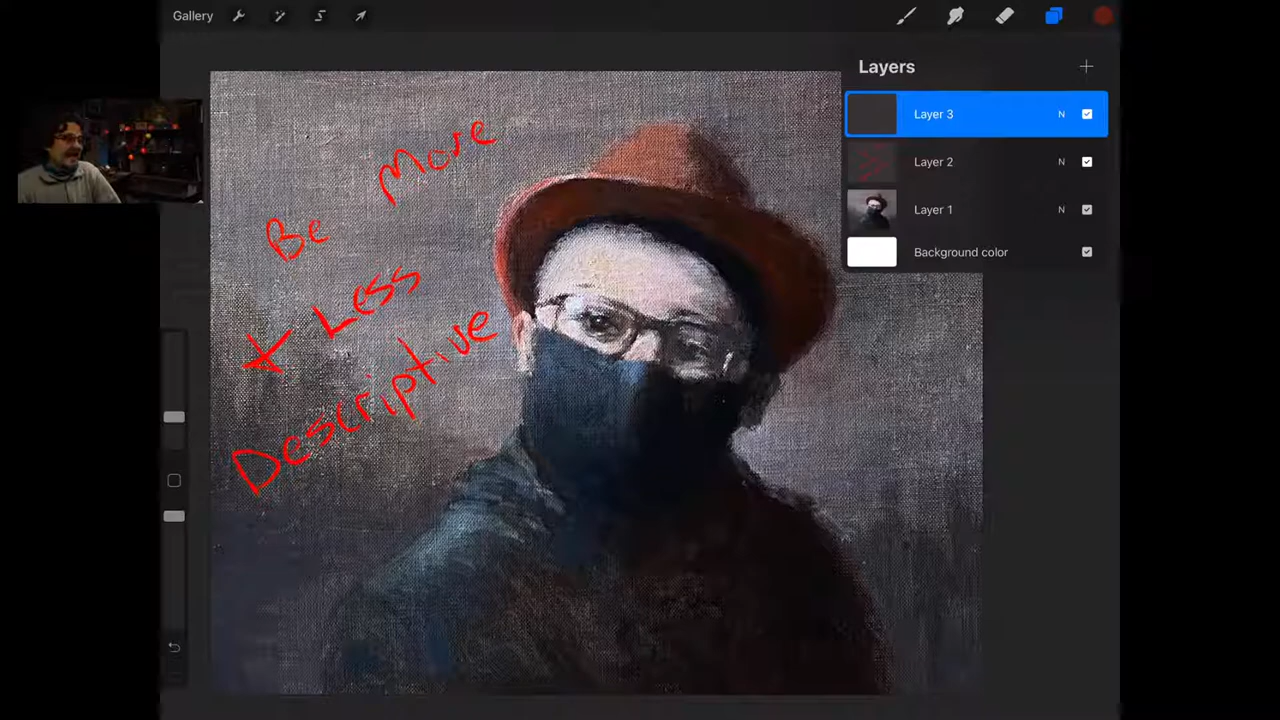 Gallery
Layers
Layer 3 N
Layer 2 N
Layer 1 N
Background color
Be More
+ Less
Descriptive